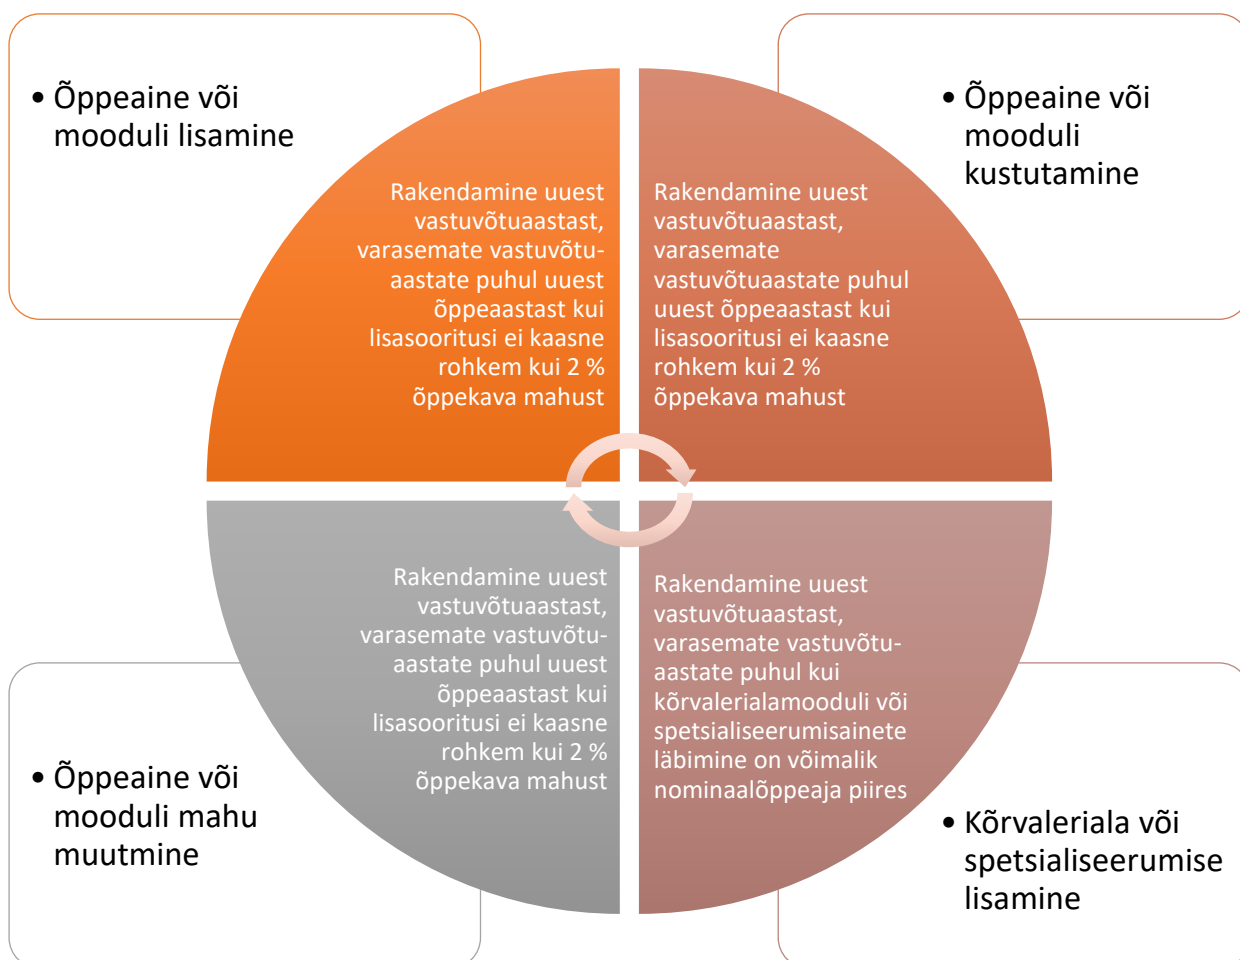 • Õppeaine või
mooduli lisamine
Rakendamine uuest
vastuvõtuaastast,
varasemate vastuvõtu-
aastate puhul uuest
õppeaastast kui
lisasooritusi ei kaasne
rohkem kui 2 %
õppekava mahust
• Õppeaine või
mooduli
kustutamine
Rakendamine uuest
vastuvõtuaastast,
varasemate
vastuvõtuaastate puhul
uuest õppeaastast kui
lisasooritusi ei kaasne
rohkem kui 2 %
õppekava mahust
• Õppeaine või
mooduli mahu
muutmine
Rakendamine uuest
vastuvõtuaastast,
varasemate vastuvõtu-
aastate puhul uuest
õppeaastast kui
lisasooritusi ei kaasne
rohkem kui 2 %
õppekava mahust
Rakendamine uuest
vastuvõtuaastast,
varasemate vastuvõtu-
aastate puhul kui
kõrvalerialamooduli või
spetsialiseerumisainete
läbimine on võimalik
nominaalõppeaja piires
• Kõrvaleriala või
spetsialiseerumise
lisamine